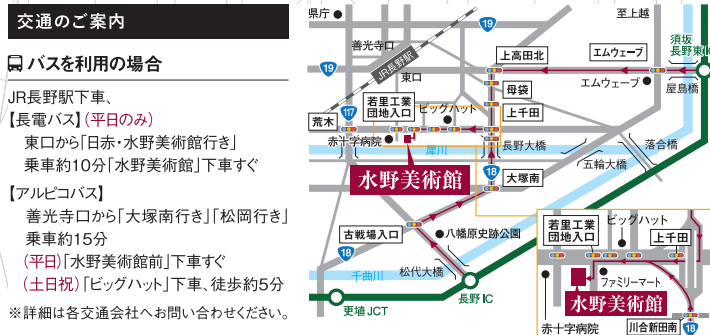 交通のご案内
バスを利用の場合
JR長野駅下車、
【長電バス】(平日のみ)
東口から「日赤・水野美術館行き」
乗車約10分「水野美術館」下車すぐ
【アルピコバス】
善光寺口から「大塚南行き」「松岡行き」
乗車約15分
(平日)「水野美術館前」下車すぐ
(土日祝)「ビッグハット」下車、徒歩約5分
※詳細は各交通会社へお問い合わせください。
県庁
19
至上越
善光寺口
JR長野駅
上高田北
エムウェーブ
須坂
長野東IC
19
東口
母袋
エムウェーブ
屋島橋
117
若里工業
団地入口
ビッグハット
上千田
荒木
赤十字病院
犀川
長野大橋
落合橋
水野美術館
18
五輪大橋
大塚南
古戦場入口
八幡原史跡公園
18
千曲川
松代大橋
長野IC
更埴JCT
若里工業
団地入口
ビッグハット
上千田
ファミリーマート
水野美術館
赤十字病院
川合新田南
18